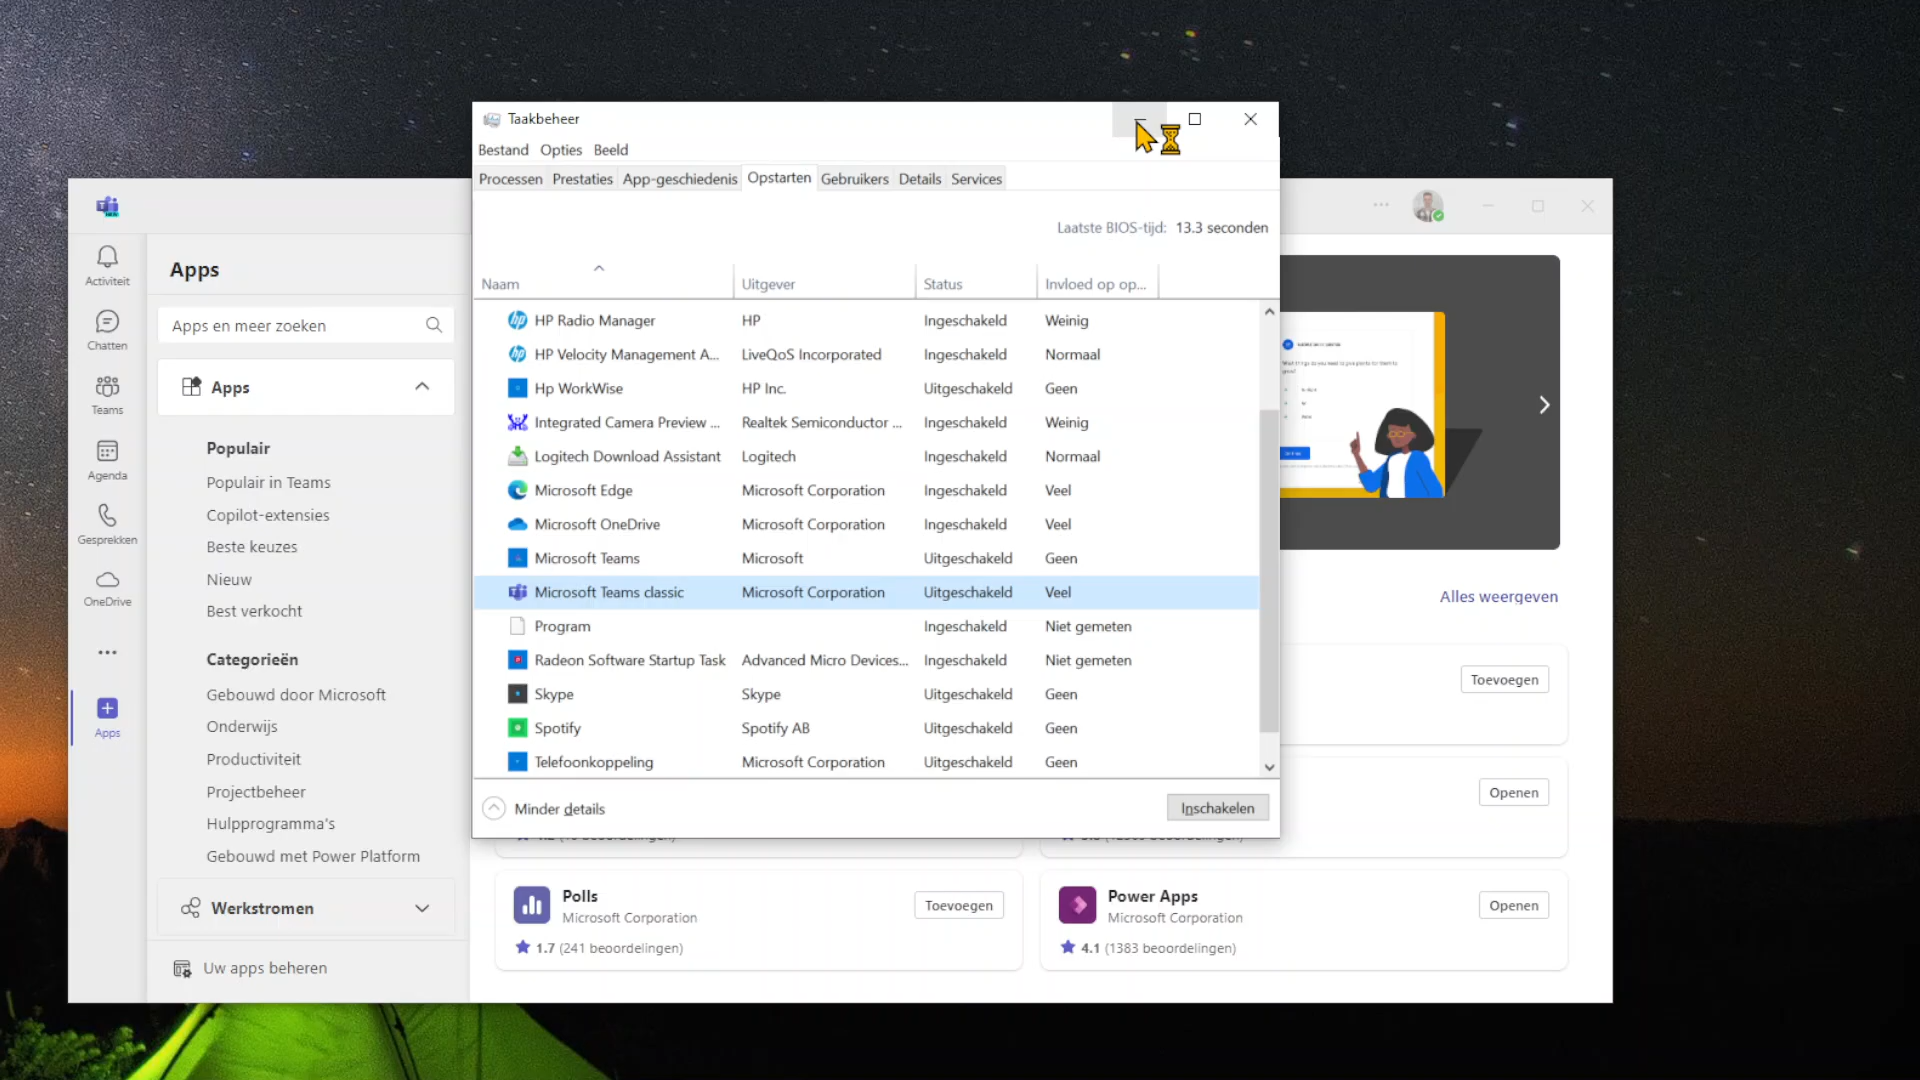 Taakbeheer
Bestand Opties Beeld
Processen Prestaties App-geschiedenis Opstarten Gebruikers Details Services
Laatste BIOS-tijd: 13.3 seconden
Naam Uitgever Status Invloed op op...
HP Radio Manager HP Ingeschakeld Weinig
HP Velocity Management A... LiveQoS Incorporated Ingeschakeld Normaal
Hp WorkWise HP Inc. Uitgeschakeld Geen
Integrated Camera Preview ... Realtek Semiconductor ... Ingeschakeld Weinig
Logitech Download Assistant Logitech Ingeschakeld Normaal
Microsoft Edge Microsoft Corporation Ingeschakeld Veel
Microsoft OneDrive Microsoft Corporation Ingeschakeld Veel
Microsoft Teams Microsoft Uitgeschakeld Geen
Microsoft Teams classic Microsoft Corporation Uitgeschakeld Veel
Program Ingeschakeld Niet gemeten
Radeon Software Startup Task Advanced Micro Devices... Ingeschakeld Niet gemeten
Skype Skype Uitgeschakeld Geen
Spotify Spotify AB Uitgeschakeld Geen
Telefoonkoppeling Microsoft Corporation Uitgeschakeld Geen
Minder details
Inschakelen
Activiteit
Chatten
Teams
Agenda
Gesprekken
OneDrive
Apps
Apps
Apps en meer zoeken
Apps
Populair
Populair in Teams
Copilot-extensies
Beste keuzes
Nieuw
Best verkocht
Categorieën
Gebouwd door Microsoft
Onderwijs
Productiviteit
Projectbeheer
Hulpprogramma's
Gebouwd met Power Platform
Werkstromen
Uw apps beheren
Alles weergeven
Toevoegen
Openen
Polls
Microsoft Corporation
Toevoegen
1.7 (241 beoordelingen)
Power Apps
Microsoft Corporation
Openen
4.1 (1383 beoordelingen)